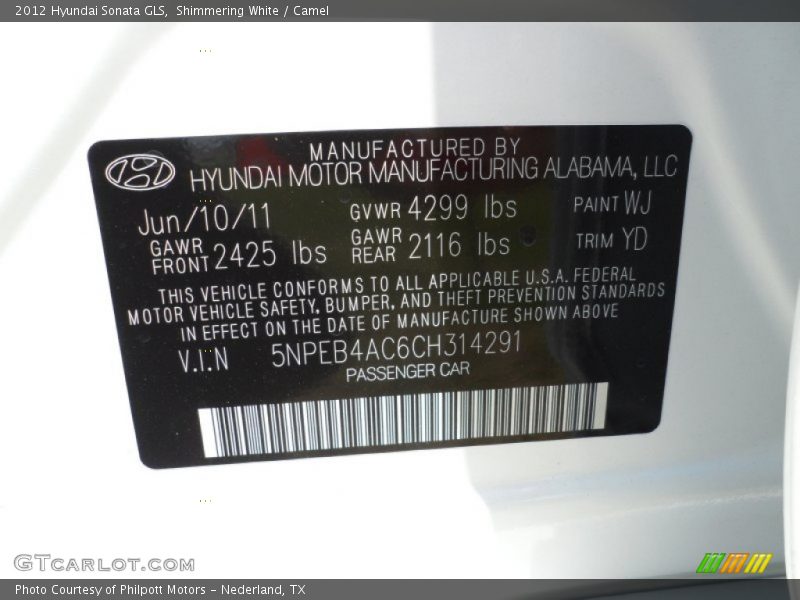 2012 Hyundai Sonata GLS, Shimmering White / Camel
MANUFACTURED BY
HYUNDAI MOTOR MANUFACTURING ALABAMA, LLC
Jun/10/11 GVWR 4299 lbs PAINT WJ
GAWR FRONT 2425 lbs GAWR REAR 2116 lbs TRIM YD
THIS VEHICLE CONFORMS TO ALL APPLICABLE U.S.A. FEDERAL
MOTOR VEHICLE SAFETY, BUMPER, AND THEFT PREVENTION STANDARDS
IN EFFECT ON THE DATE OF MANUFACTURE SHOWN ABOVE
V.I.N 5NPEB4AC6CH314291
PASSENGER CAR
GTCARLOT.COM
Photo Courtesy of Philpott Motors - Nederland, TX